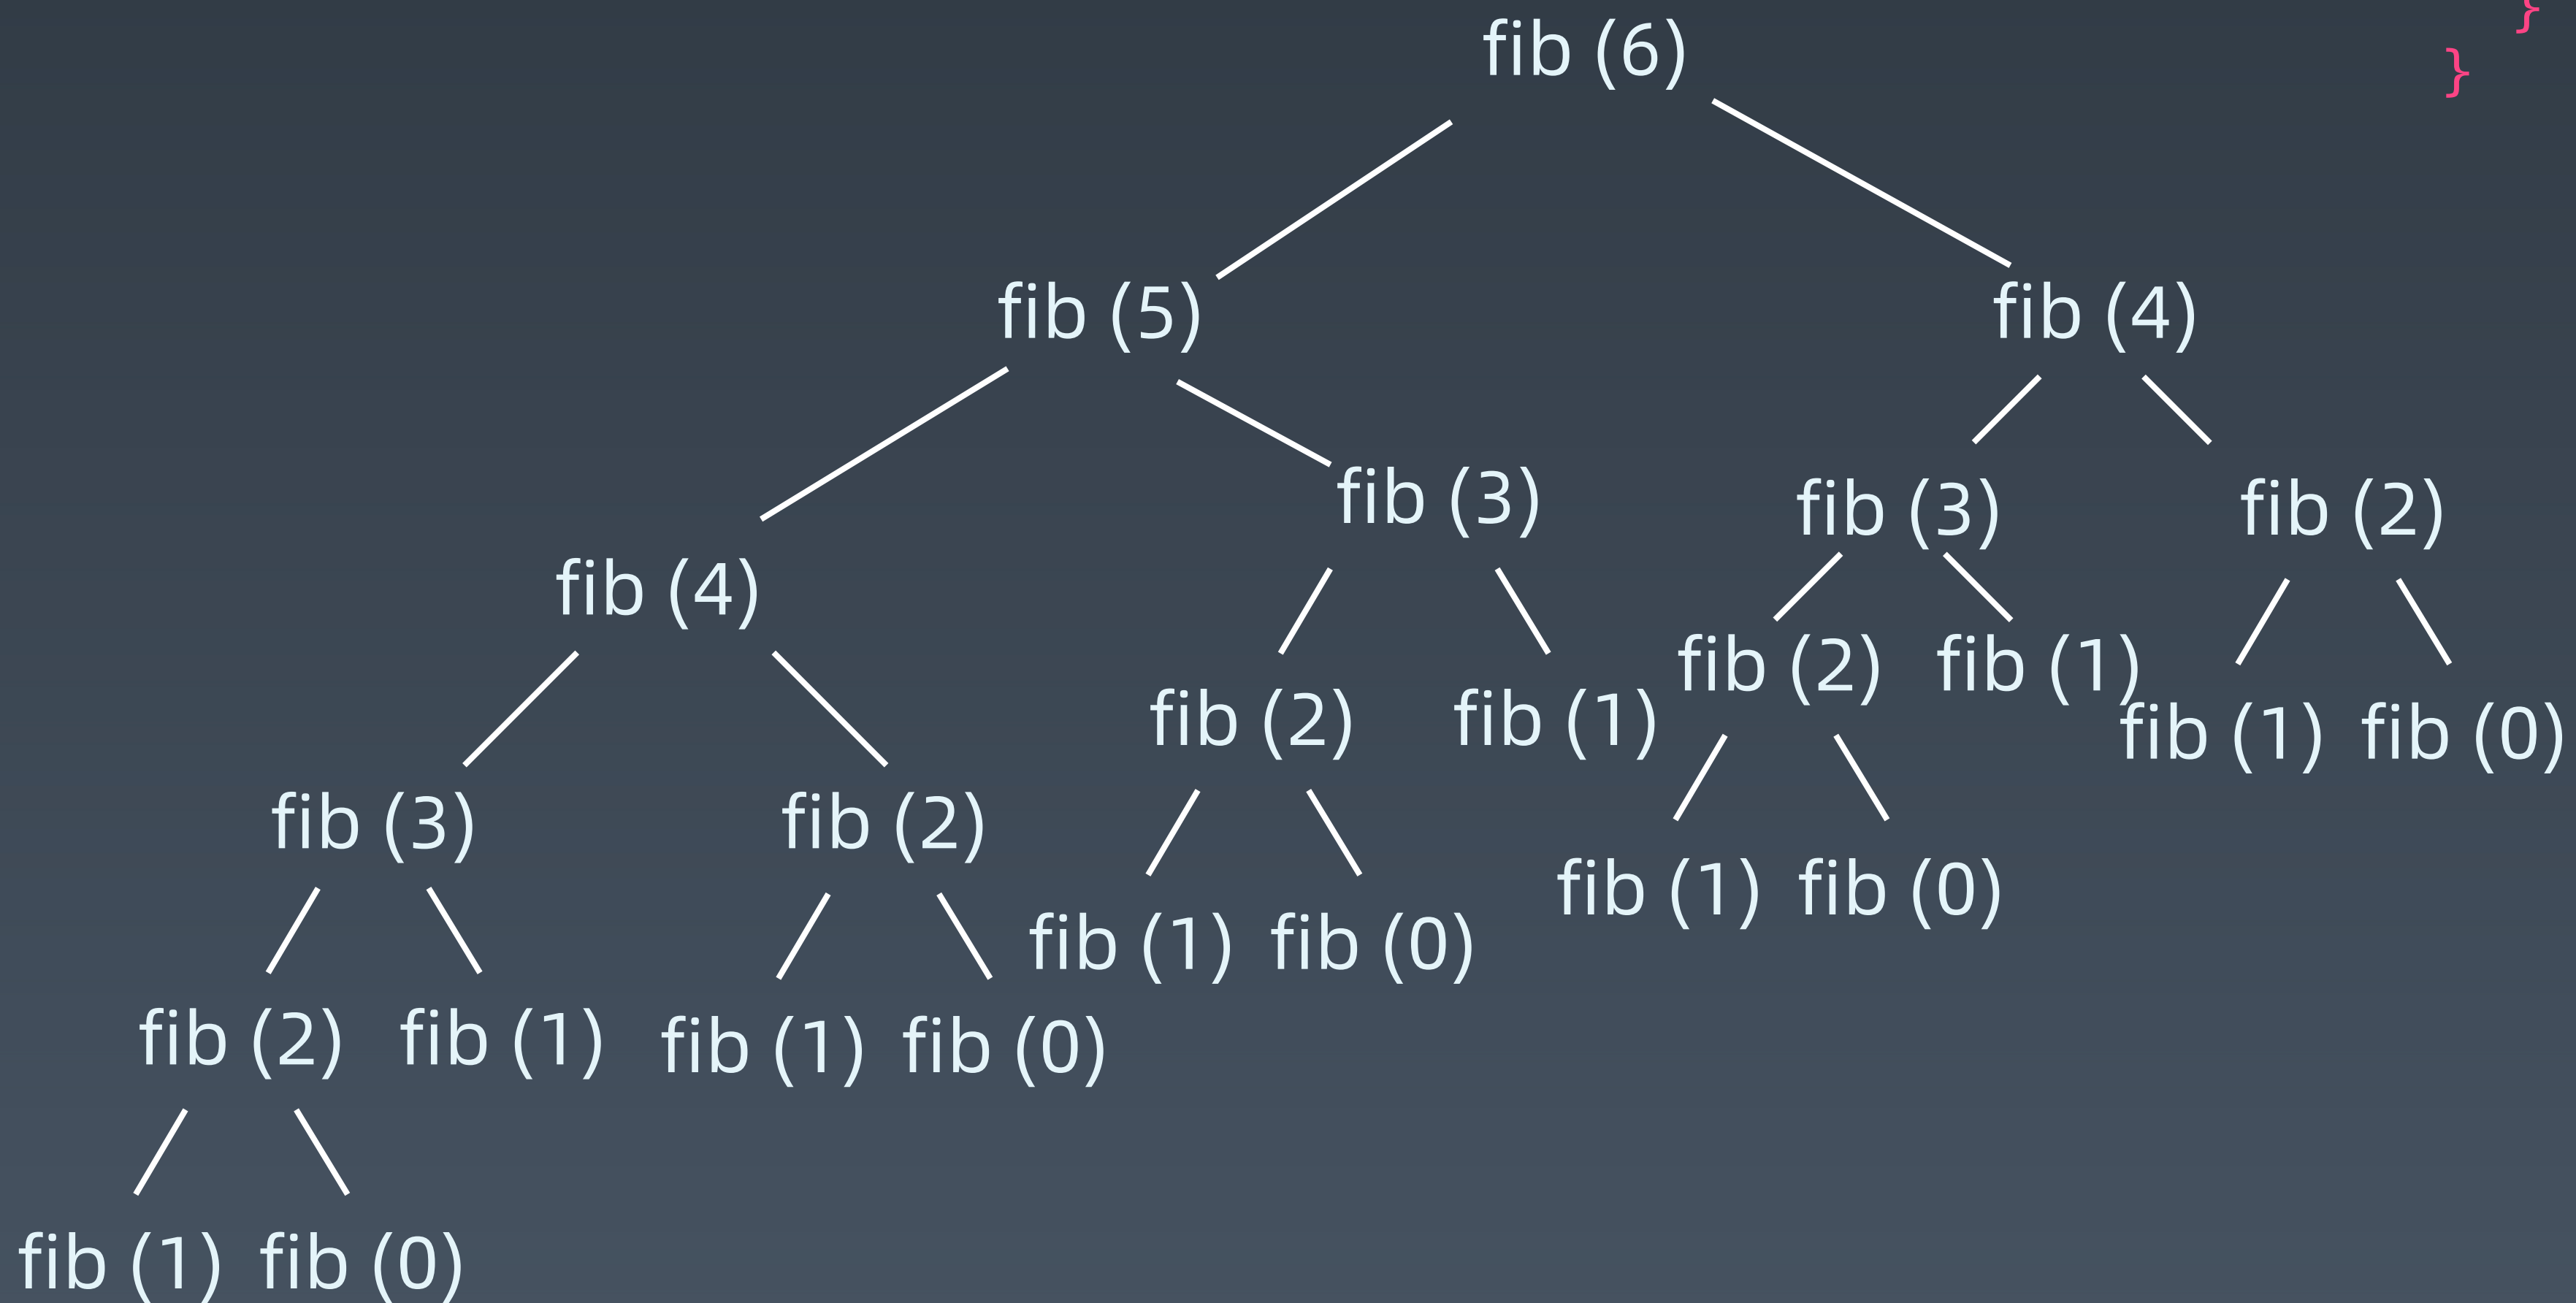 }
fib (6)
}
fib (5) fib (4)
fib (3) fib (3) fib (2)
fib (4)
fib (2) fib (1)
fib (2) fib (1) fib (1) fib (0)
fib (3) fib (2)
fib (1) fib (0)
fib (1) fib (0)
fib (2) fib (1) fib (1) fib (0)
fib (1) fib (0)